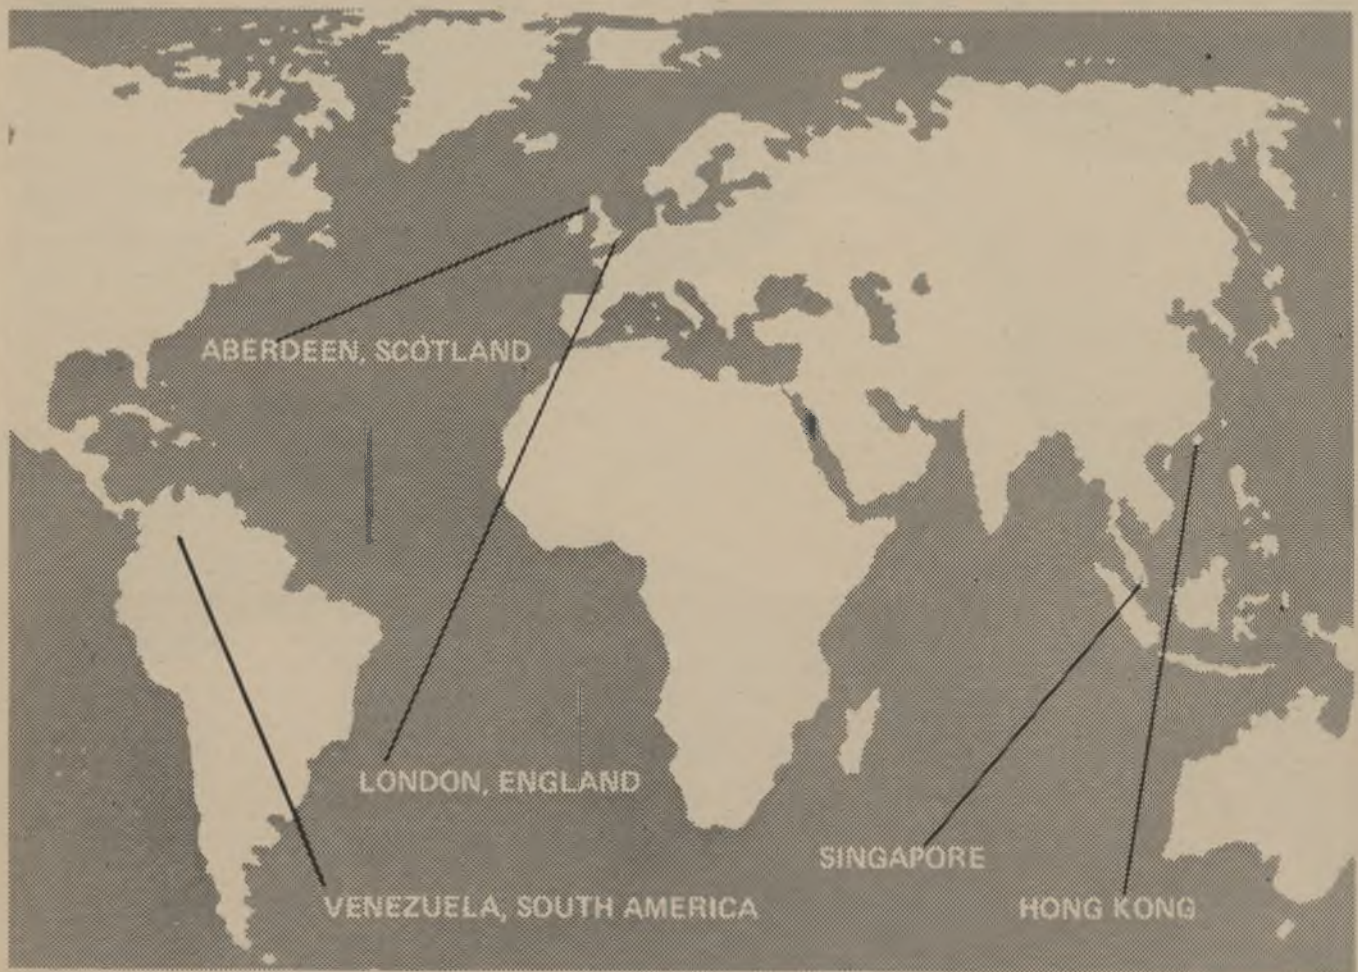 ABERDEEN, SCOTLAND
LONDON, ENGLAND
SINGAPORE
VENEZUELA, SOUTH AMERICA
HONG KONG